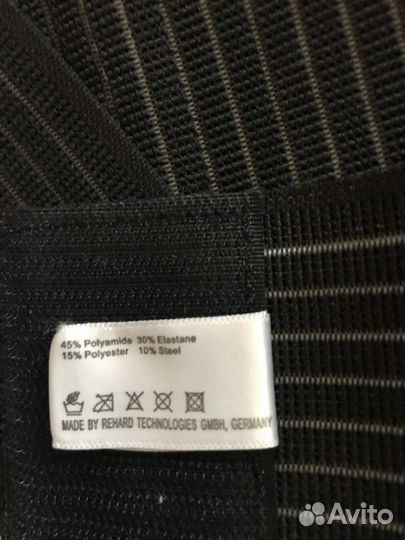 45% Polyamide 30% Elastane
15% Polyester 10% Steel
MADE BY REHARD TECHNOLOGIES GMBH, GERMANY
Avito